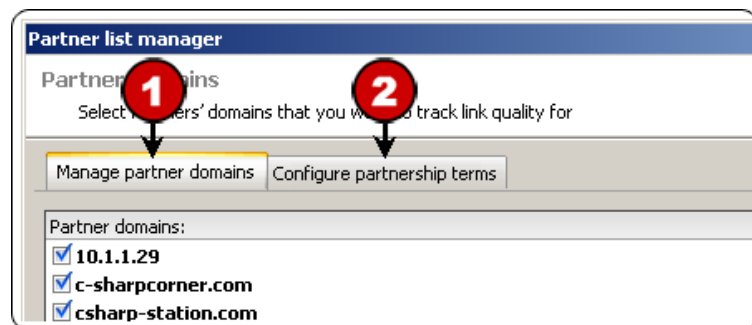 Partner list manager
1
2
Select
domains that you
to track link quality for
Manage partner domains
Configure partnership terms
Partner domains:
10.1.1.29
c-sharpcorner.com
csharp-station.com